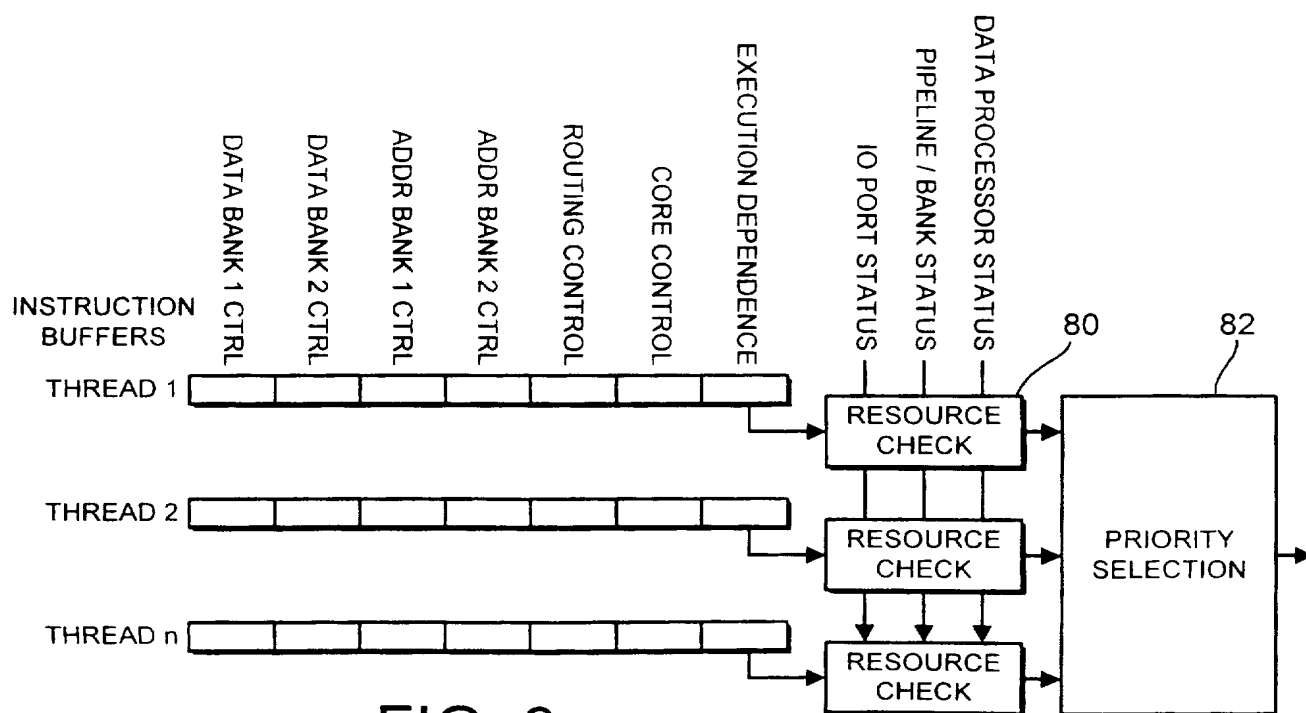 DATA BANK 1 CTRL
DATA BANK 2 CTRL
ADDR BANK 1 CTRL
ADDR BANK 2 CTRL
ROUTING CONTROL
CORE CONTROL
EXECUTION DEPENDENCE
IO PORT STATUS
PIPELINE / BANK STATUS
DATA PROCESSOR STATUS
INSTRUCTION
BUFFERS
80
82
THREAD 1
RESOURCE
CHECK
THREAD 2
RESOURCE
CHECK
PRIORITY
SELECTION
THREAD n
RESOURCE
CHECK